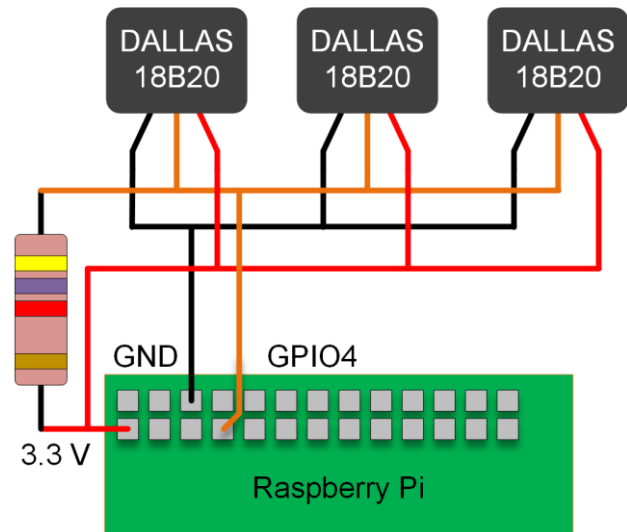 DALLAS
18B20
DALLAS
18B20
DALLAS
18B20
GND
GPIO4
3.3 V
Raspberry Pi